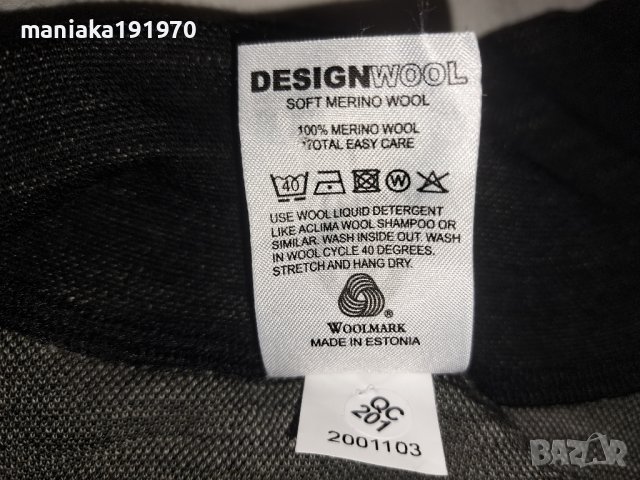 maniaka191970
DESIGNWOOL
SOFT MERINO WOOL
100% MERINO WOOL
*TOTAL EASY CARE
40 W
USE WOOL LIQUID DETERGENT
LIKE ACLIMA WOOL SHAMPOO OR
SIMILAR. WASH INSIDE OUT. WASH
IN WOOL CYCLE 40 DEGREES.
STRETCH AND HANG DRY.
®
WOOLMARK
MADE IN ESTONIA
QC
201
2001103
BAZAR